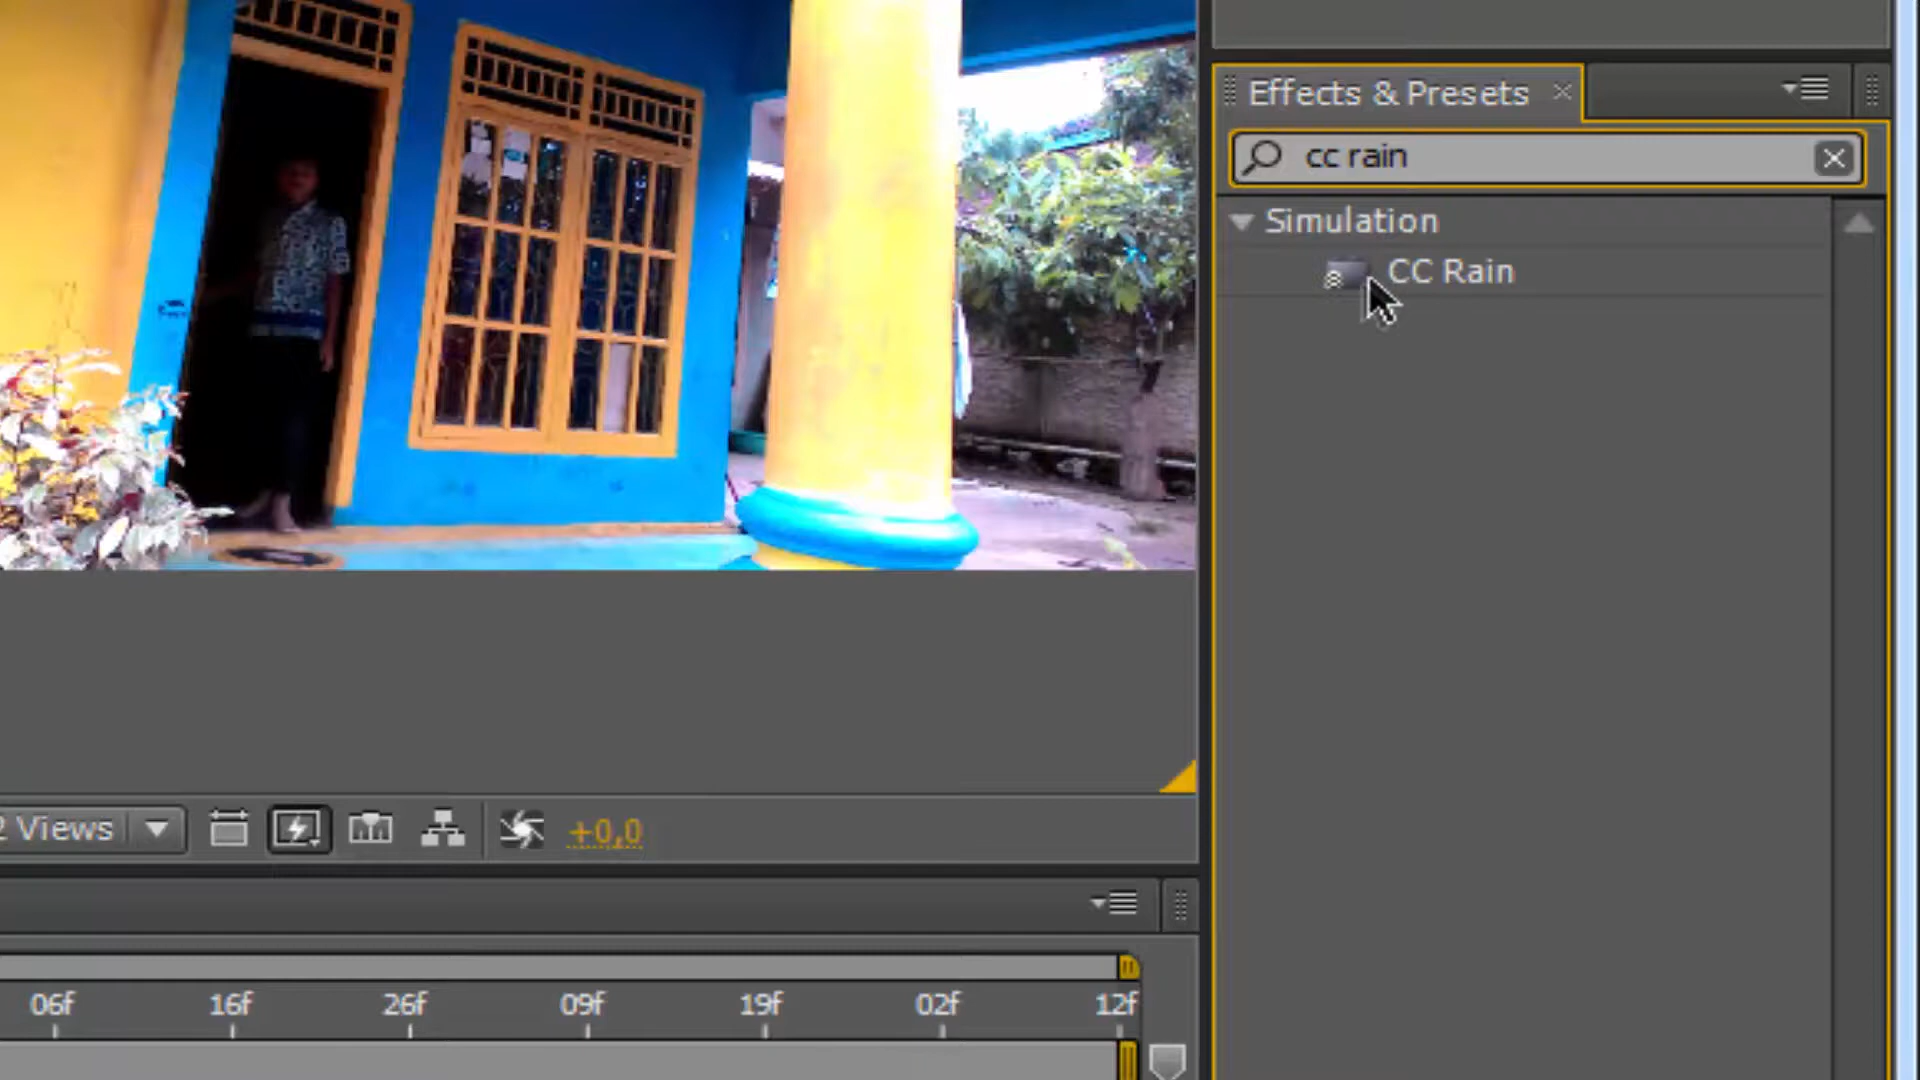 Effects & Presets
cc rain
Simulation
CC Rain
2 Views
+0,0
06f 16f 26f 09f 19f 02f 12f